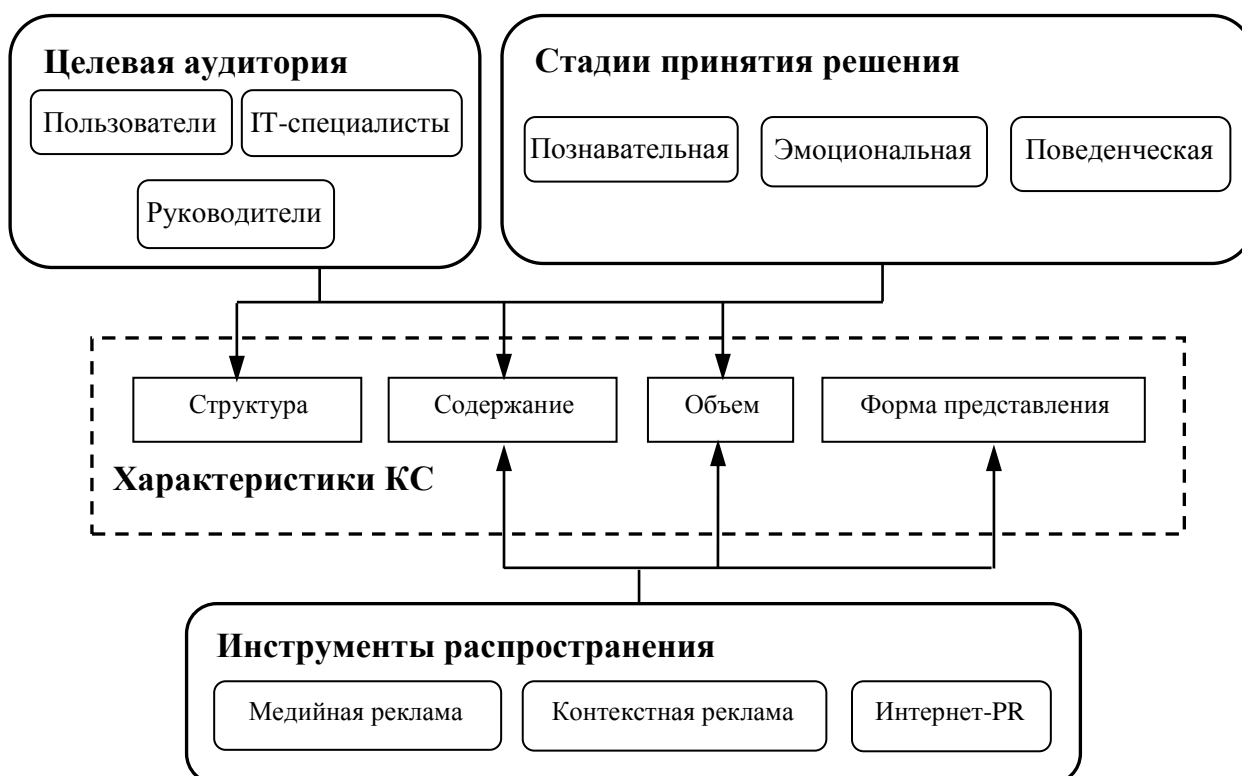 Целевая аудитория
Пользователи
IT-специалисты
Руководители
Стадии принятия решения
Познавательная
Эмоциональная
Поведенческая
Структура
Содержание
Объем
Форма представления
Характеристики КС
Инструменты распространения
Медийная реклама
Контекстная реклама
Интернет-PR